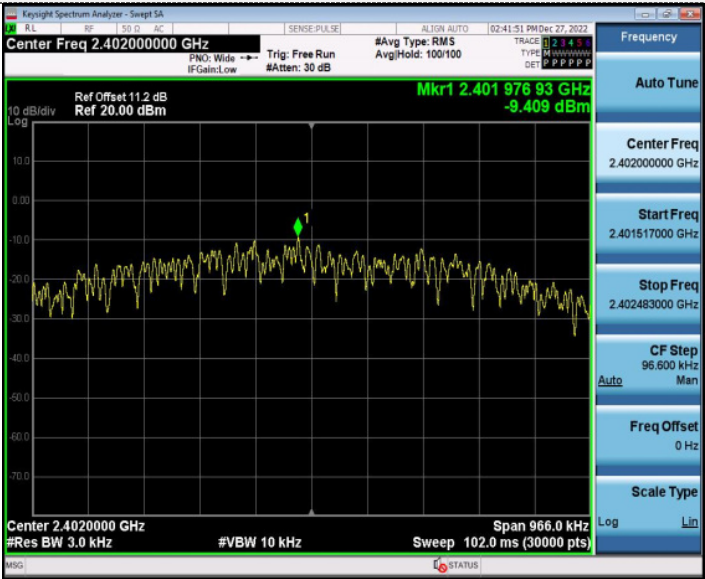 Keysight Spectrum Analyzer - Swept SA
RL RF 50 Ω AC SENSE:PULSE ALIGN AUTO 02:41:51 PM Dec 27, 2022
Center Freq 2.402000000 GHz
PNO: Wide
IFGain:Low
Trig: Free Run
#Atten: 30 dB
#Avg Type: RMS
Avg|Hold: 100/100
TRACE 1 2 3 4 5 6
TYPE M W W W W W
DET P P P P P P
Frequency
Mkr1 2.401 976 93 GHz
-9.409 dBm
Ref Offset 11.2 dB
10 dB/div Ref 20.00 dBm
Log
10.0
0.00
-10.0
-20.0
-30.0
-40.0
-50.0
-60.0
-70.0
1
Auto Tune
Center Freq
2.402000000 GHz
Start Freq
2.401517000 GHz
Stop Freq
2.402483000 GHz
CF Step
96.600 kHz
Auto Man
Freq Offset
0 Hz
Scale Type
Log Lin
Center 2.4020000 GHz Span 966.0 kHz
#Res BW 3.0 kHz #VBW 10 kHz Sweep 102.0 ms (30000 pts)
MSG STATUS